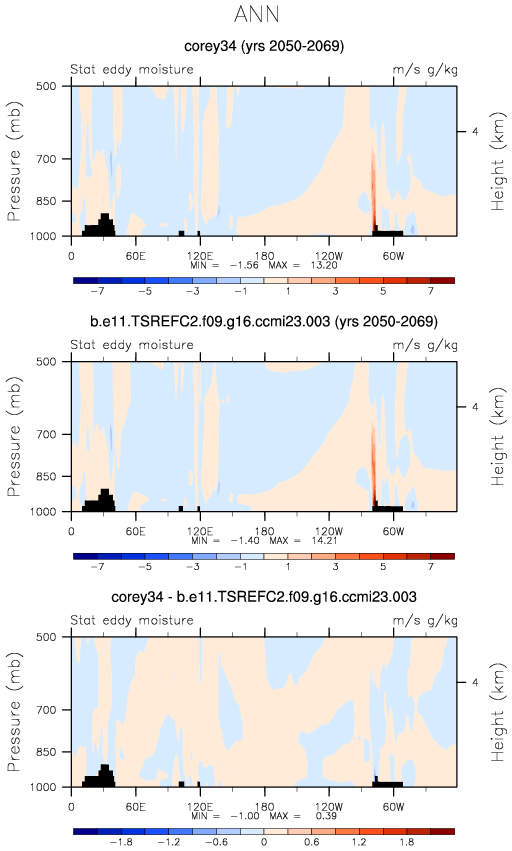 ANN
corey34 (yrs 2050-2069)
Stat eddy moisture m/s g/kg
500
700
850
1000
Pressure (mb)
4
Height (km)
0 60E 120E 180 120W 60W
MIN = -1.56 MAX = 13.20
-7 -5 -3 -1 1 3 5 7
b.e11.TSREFC2.f09.g16.ccmi23.003 (yrs 2050-2069)
Stat eddy moisture m/s g/kg
500
700
850
1000
Pressure (mb)
4
Height (km)
0 60E 120E 180 120W 60W
MIN = -1.40 MAX = 14.21
-7 -5 -3 -1 1 3 5 7
corey34 - b.e11.TSREFC2.f09.g16.ccmi23.003
Stat eddy moisture m/s g/kg
500
700
850
1000
Pressure (mb)
4
Height (km)
0 60E 120E 180 120W 60W
MIN = -1.00 MAX = 0.39
-1.8 -1.2 -0.6 0 0.6 1.2 1.8